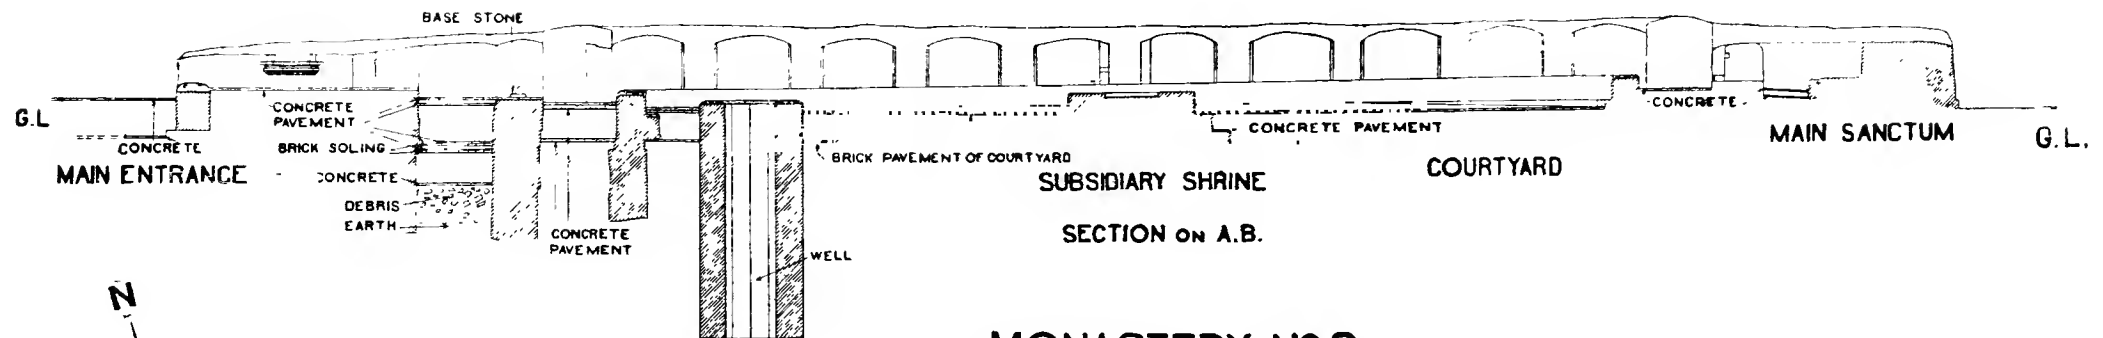 BASE STONE
G.L
CONCRETE
PAVEMENT
CONCRETE
BRICK SOLING
MAIN ENTRANCE
CONCRETE
DEBRIS
EARTH
CONCRETE
PAVEMENT
WELL
BRICK PAVEMENT OF COURTYARD
CONCRETE PAVEMENT
SUBSIDIARY SHRINE
COURTYARD
CONCRETE
MAIN SANCTUM
G.L.
SECTION ON A.B.
N